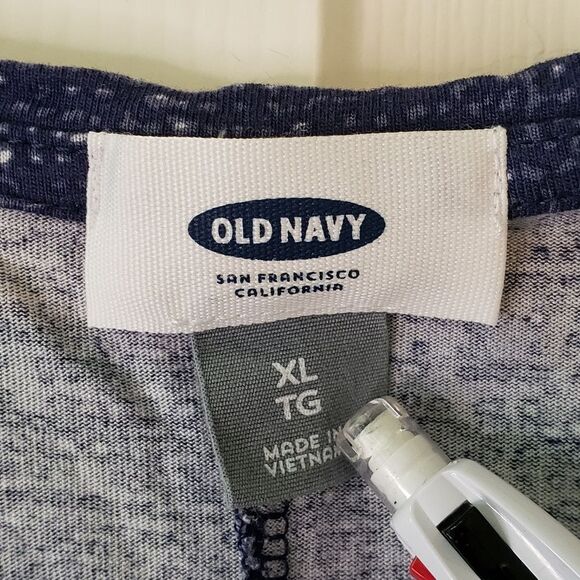 OLD NAVY
SAN FRANCISCO
CALIFORNIA
XL
TG
MADE IN
VIETNAM